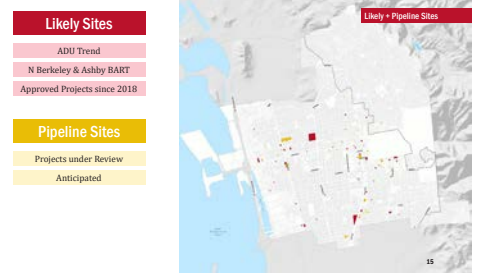 Likely Sites
ADU Trend
N Berkeley & Ashby BART
Approved Projects since 2018
Pipeline Sites
Projects under Review
Anticipated
Likely + Pipeline Sites
15